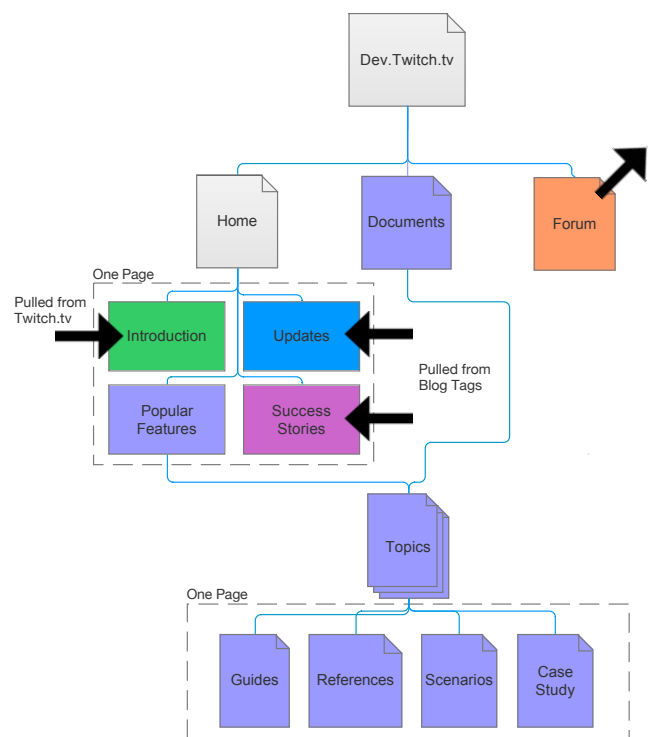 Dev.Twitch.tv
Home
Documents
Forum
One Page
Pulled from
Twitch.tv
Introduction
Updates
Pulled from
Blog Tags
Popular
Features
Success
Stories
Topics
One Page
Guides
References
Scenarios
Case
Study